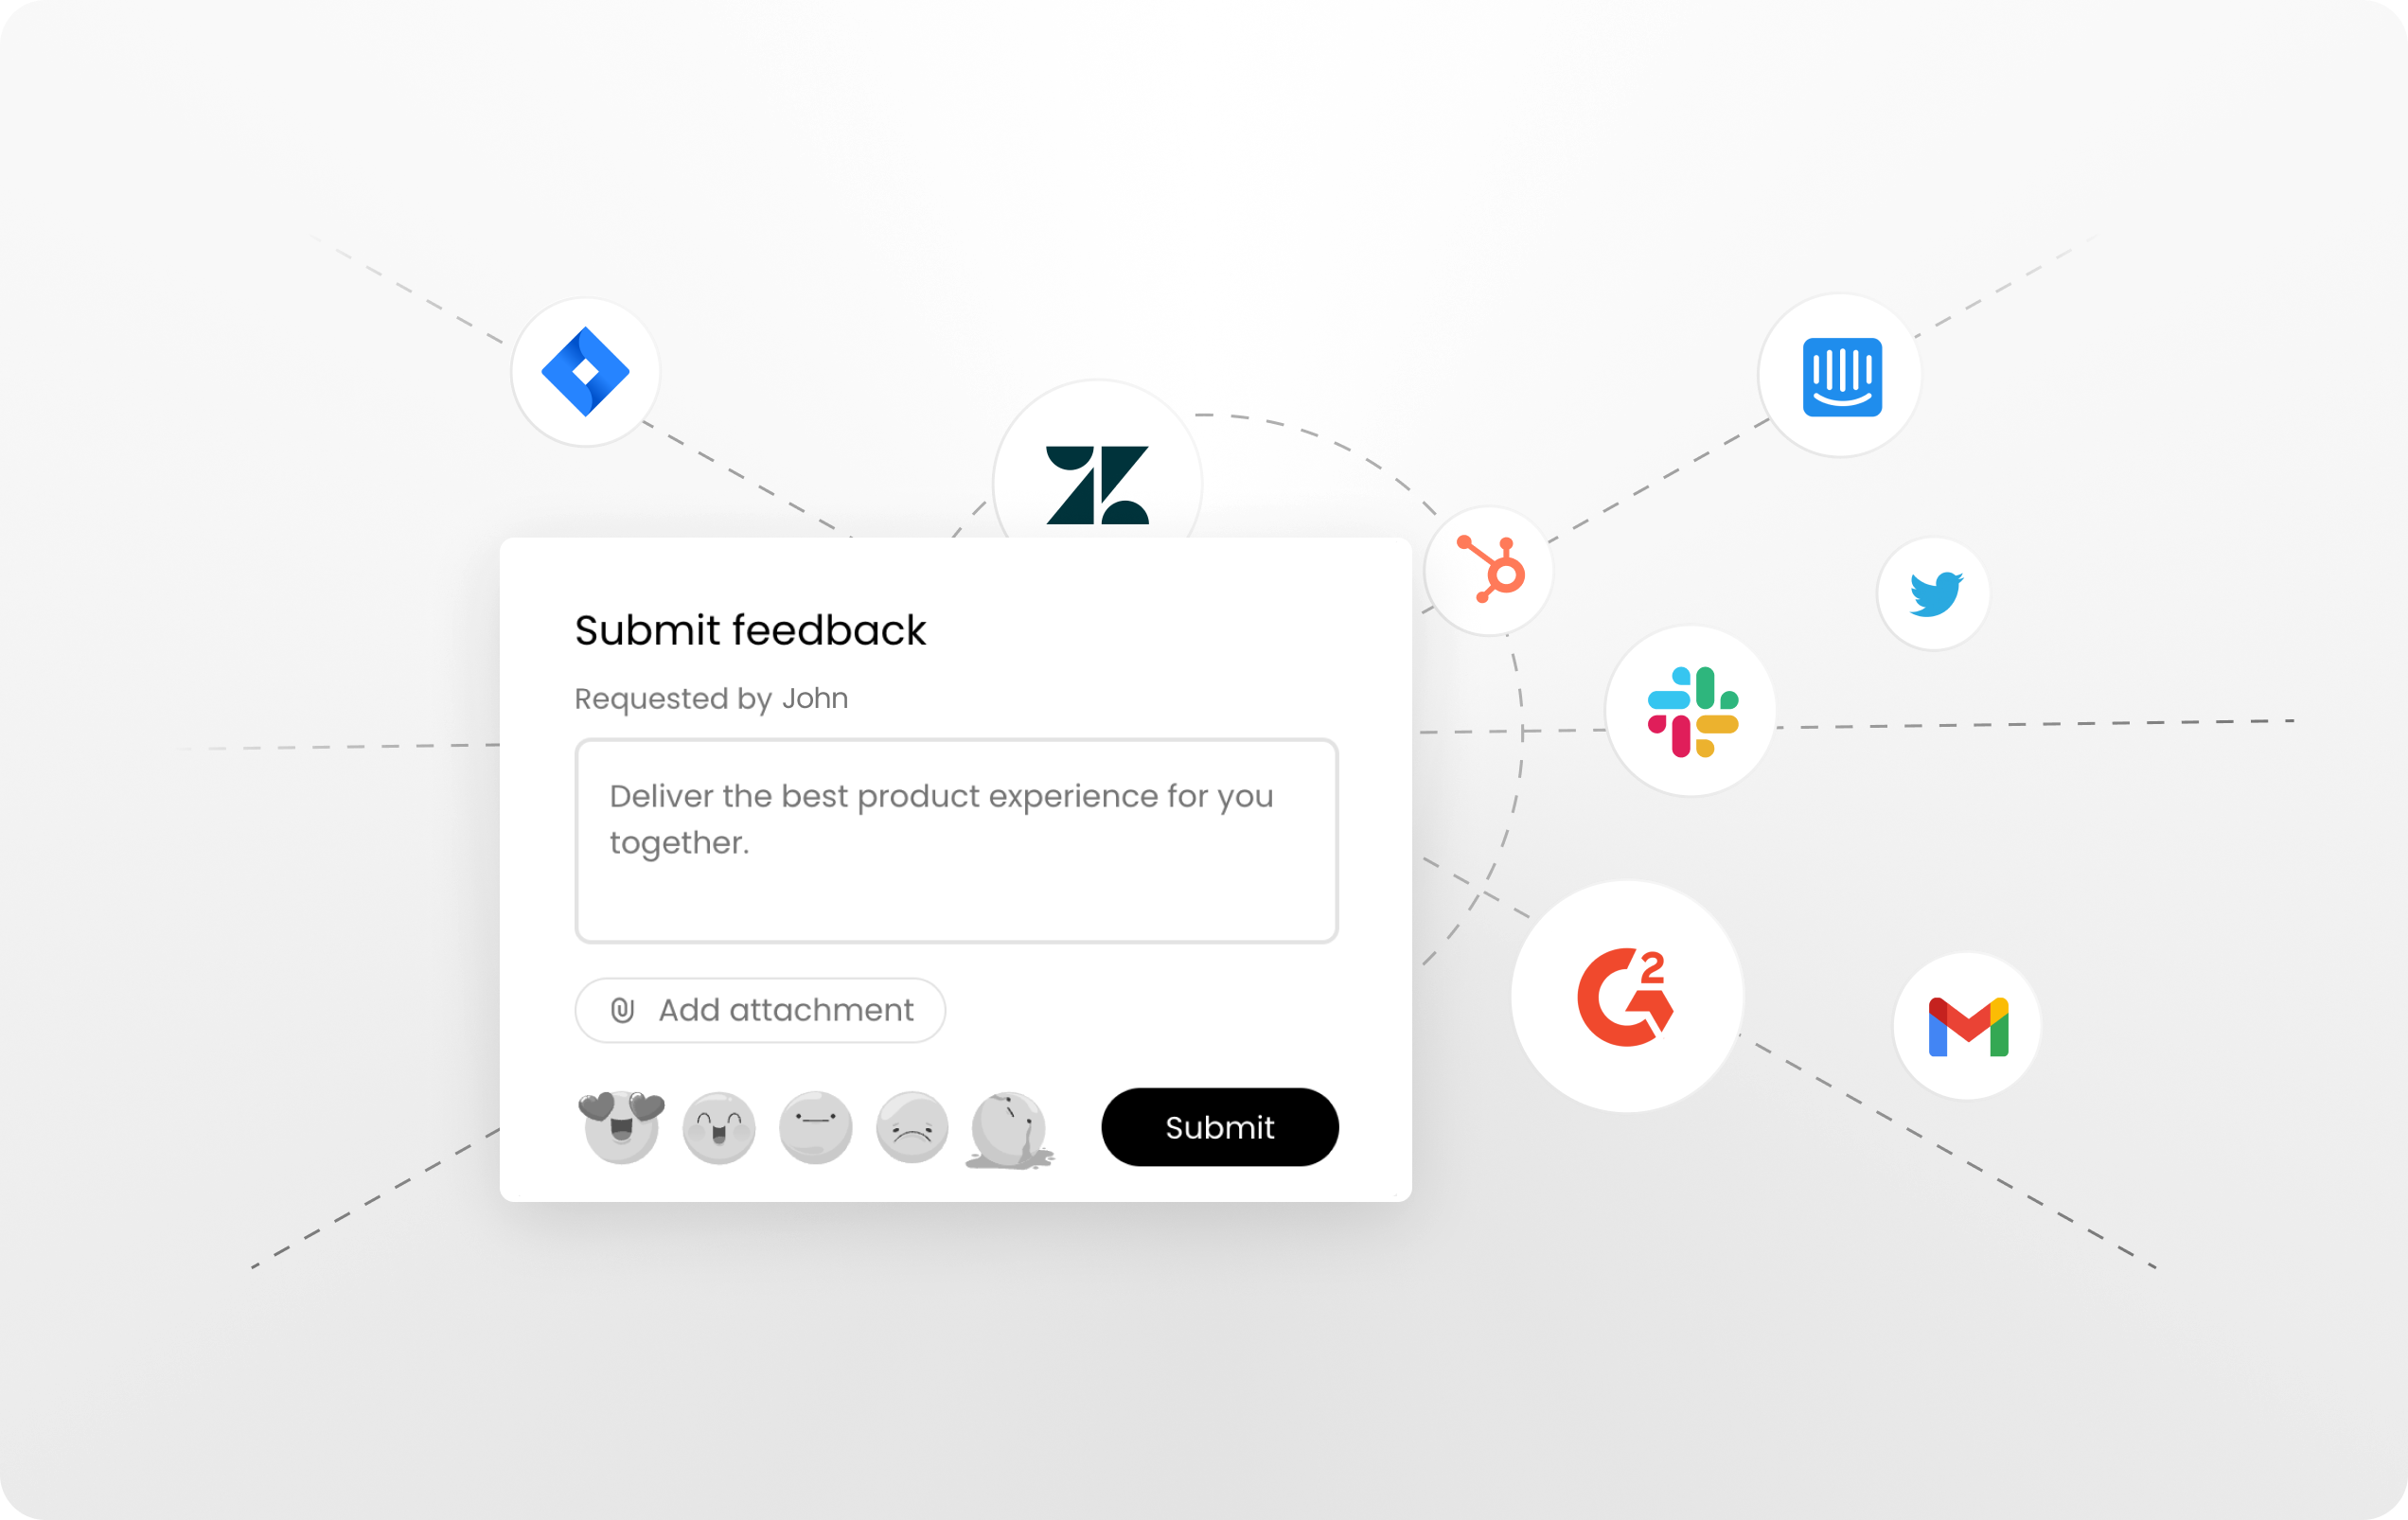 Submit feedback
Requested by John
Deliver the best product experience for you
together.
Add attachment
Submit